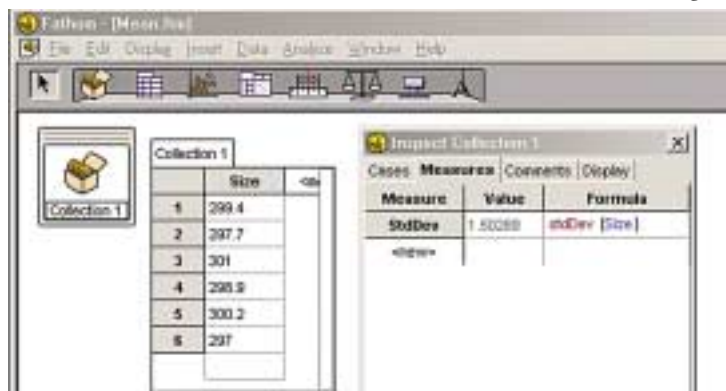 Fathom - [Mean.ftm]
File Edit Display Insert Data Analyze Window Help
Collection 1
Collection 1
Size
1 299.4
2 297.7
3 301
4 298.9
5 300.2
6 297
Inspect Collection 1
Cases Measures Comments Display
Measure Value Formula
StdDev stdDev (Size)
<new>